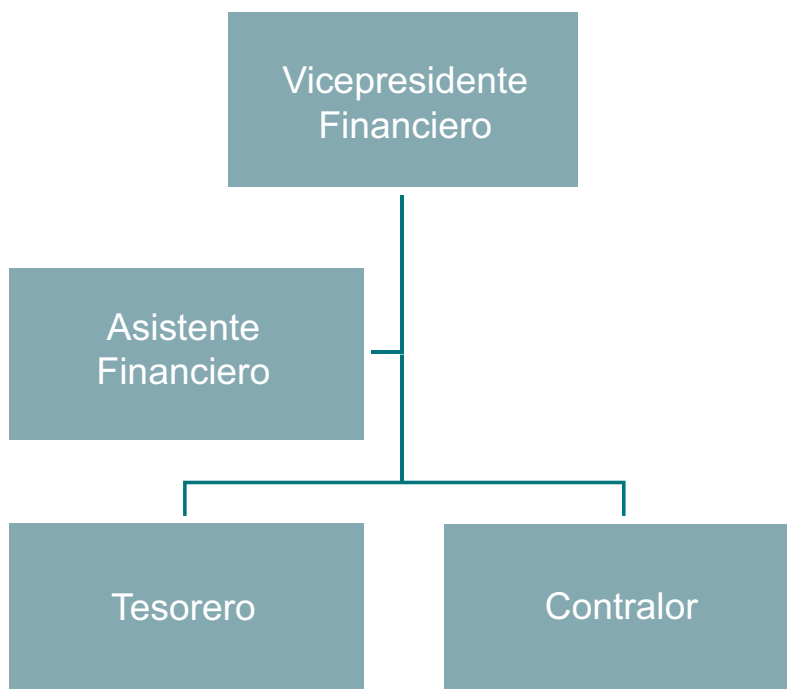 Vicepresidente
Financiero
Asistente
Financiero
Tesorero
Contralor